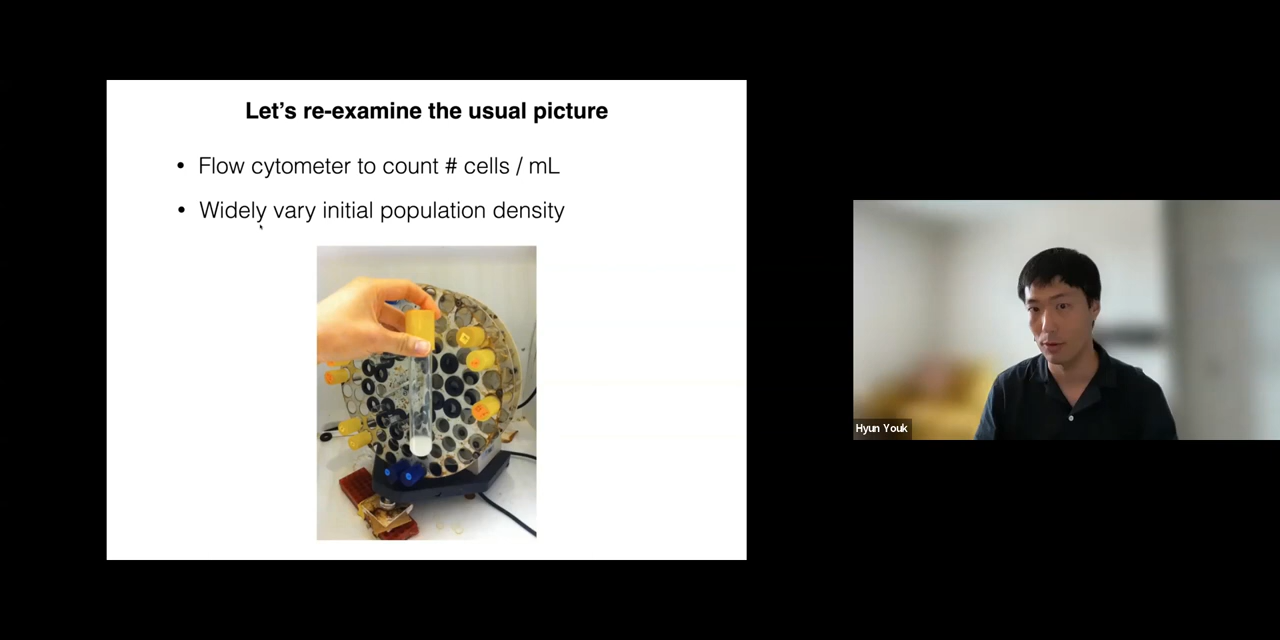 Let's re-examine the usual picture
• Flow cytometer to count # cells / mL
• Widely vary initial population density
Hyun Youk